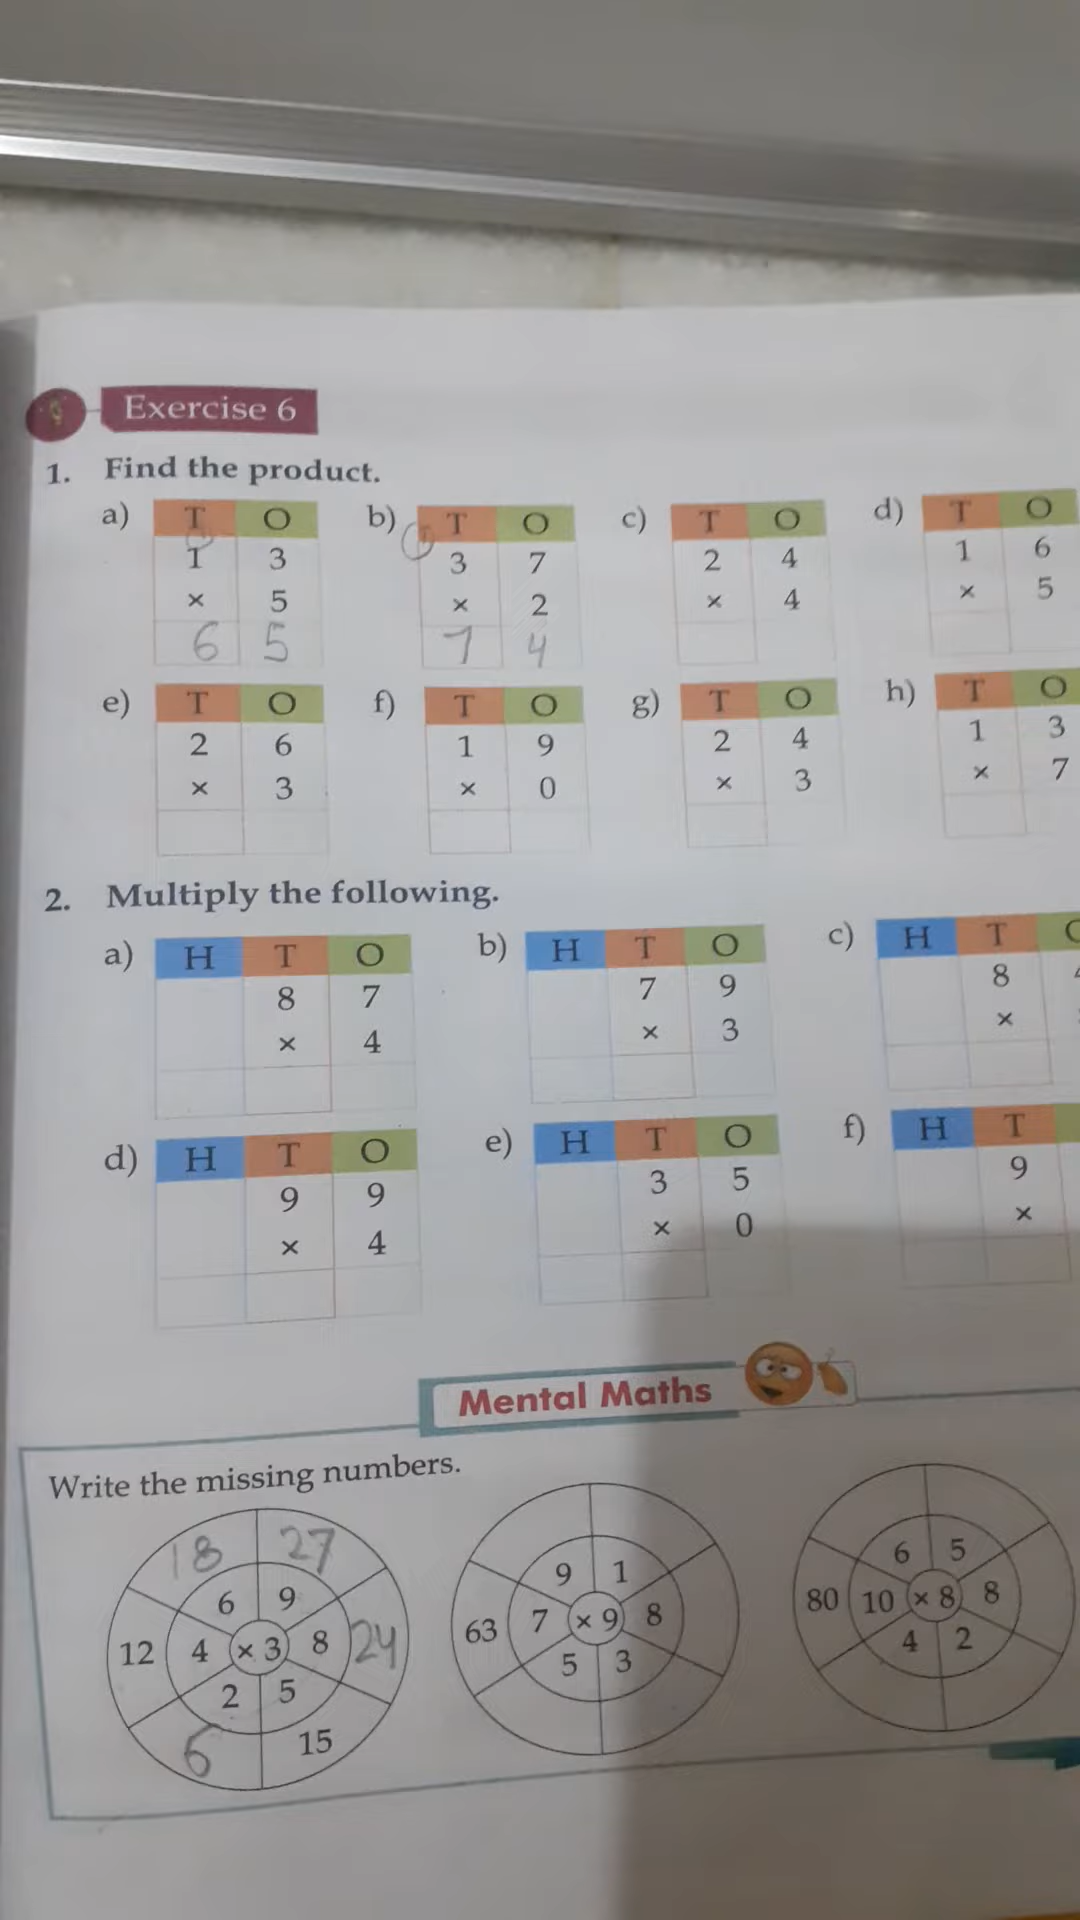 Exercise 6
1. Find the product.
a) T O b) T O c) T O d) T O
1 3 3 7 2 4 1 6
× 5 × 2 × 4 × 5
6 5 7 4
e) T O f) T O g) T O h) T O
2 6 1 9 2 4 1 3
× 3 × 0 × 3 × 7
2. Multiply the following.
a) H T O b) H T O c) H T
8 7 7 9 8
× 4 × 3 ×
d) H T O e) H T O f) H T
9 9 3 5 9
× 4 × 0 ×
Mental Maths
Write the missing numbers.
18 27
6 9 9 1 6 5
12 4 × 3 8 24 63 7 × 9 8 80 10 × 8 8
2 5 5 3 4 2
6 15